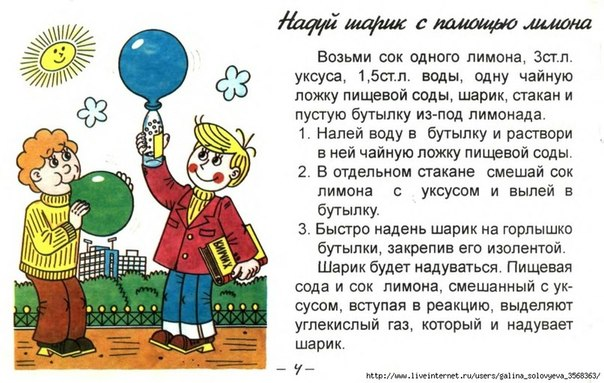 Надуй шарик с помощью лимона
Возьми сок одного лимона, 3ст.л.
уксуса, 1,5ст.л. воды, одну чайную
ложку пищевой соды, шарик, стакан и
пустую бутылку из-под лимонада.
1. Налей воду в бутылку и раствори
в ней чайную ложку пищевой соды.
2. В отдельном стакане смешай сок
лимона с уксусом и вылей в
бутылку.
3. Быстро надень шарик на горлышко
бутылки, закрепив его изолентой.
Шарик будет надуваться. Пищевая
сода и сок лимона, смешанный с ук-
сусом, вступая в реакцию, выделяют
углекислый газ, который и надувает
шарик.
- 4 -
http://www.liveinternet.ru/users/galina_solovyeva_3568363/